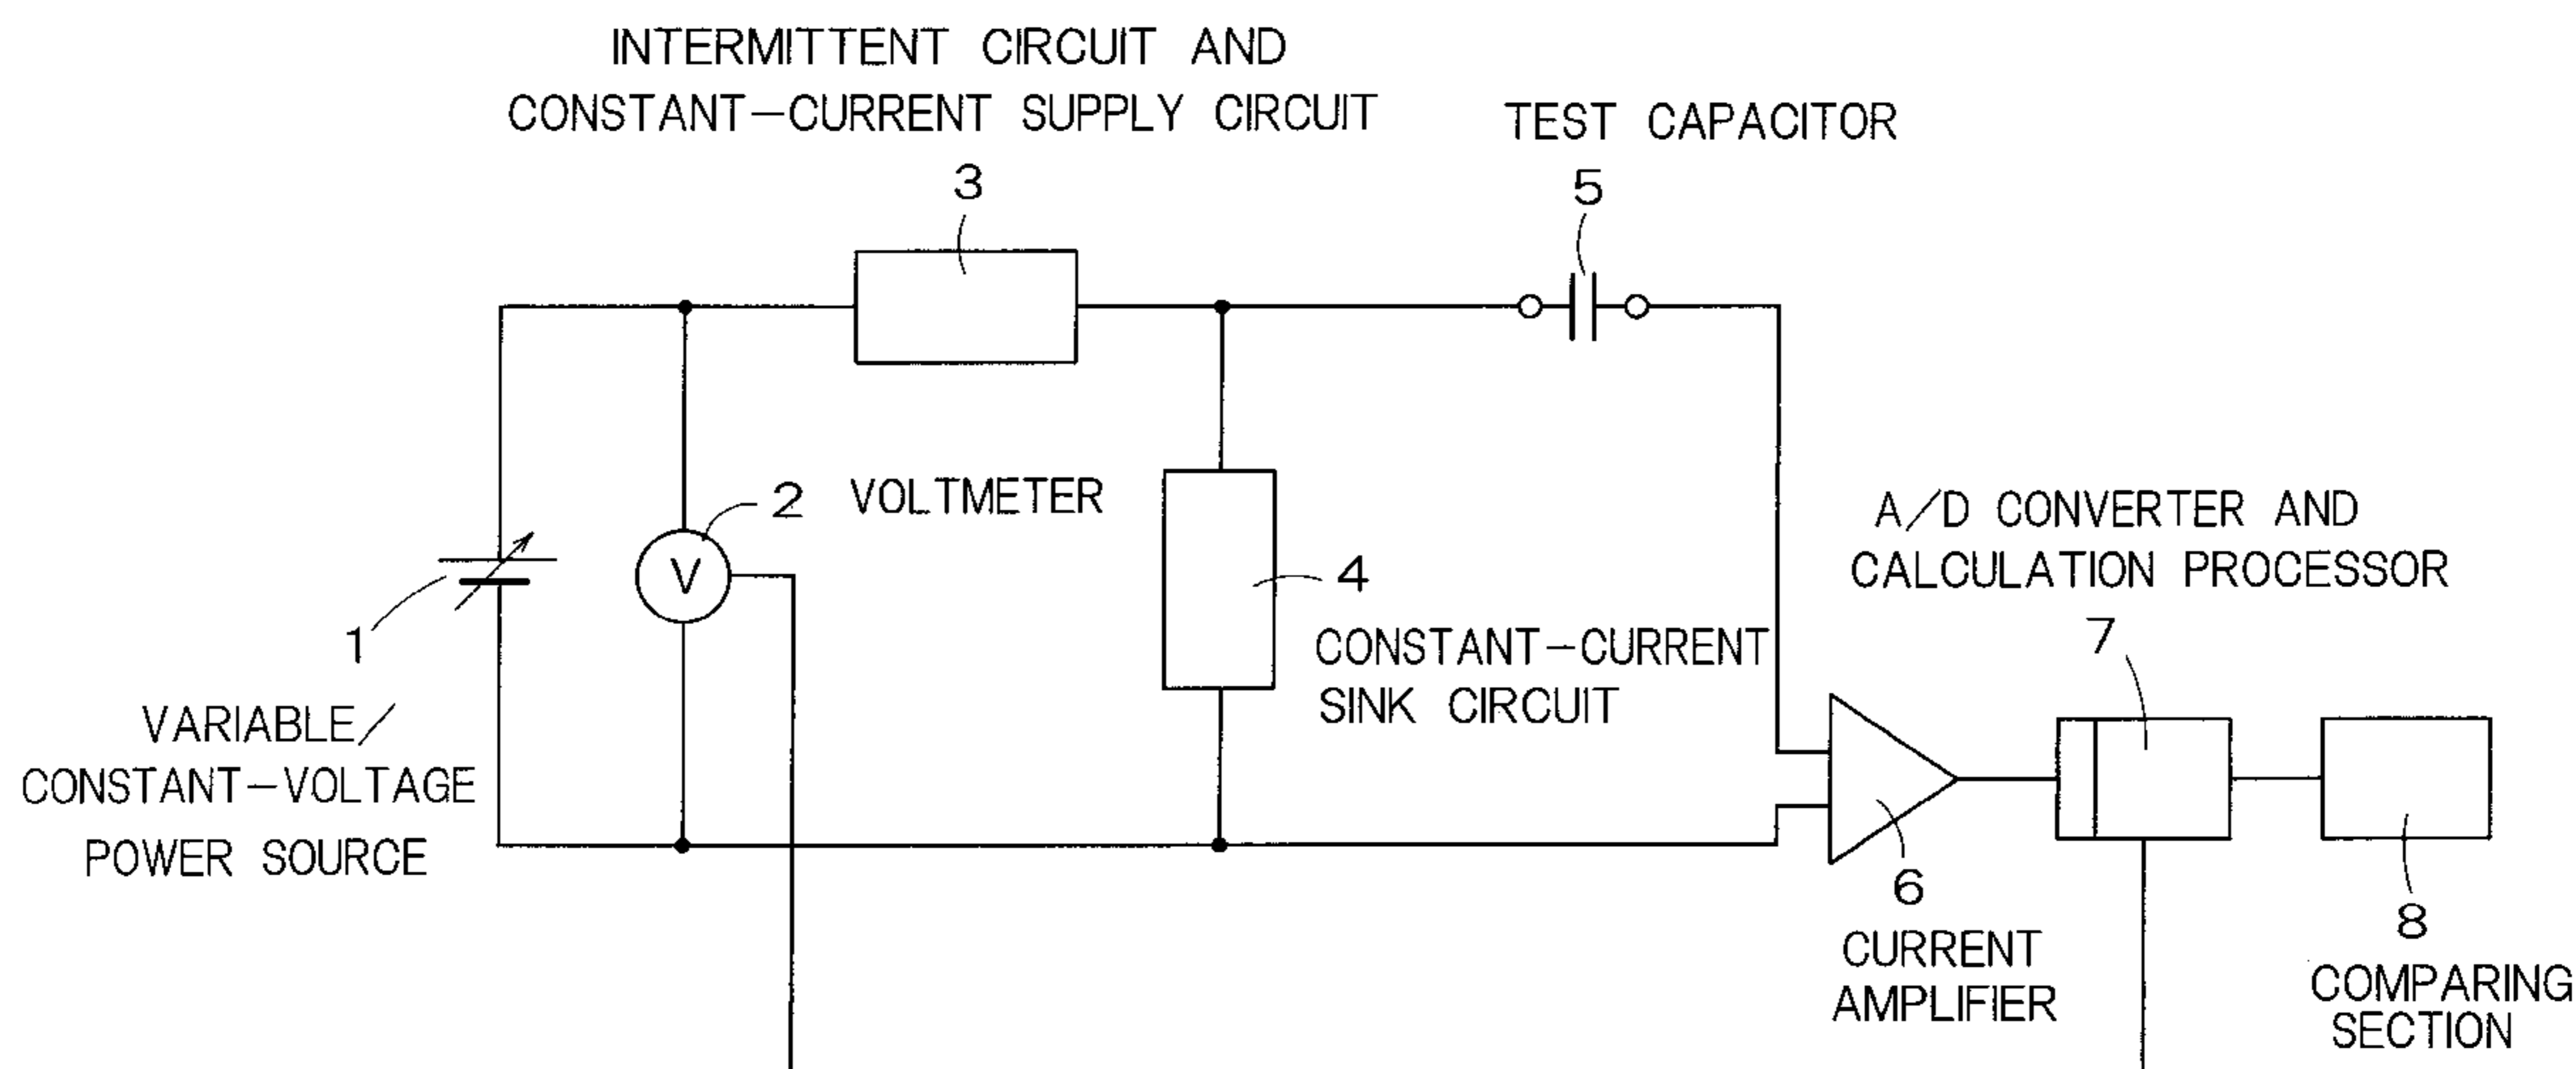 INTERMITTENT CIRCUIT AND
CONSTANT-CURRENT SUPPLY CIRCUIT
3
TEST CAPACITOR
5
2 VOLTMETER
V
1
VARIABLE/
CONSTANT-VOLTAGE
POWER SOURCE
4
CONSTANT-CURRENT
SINK CIRCUIT
A/D CONVERTER AND
CALCULATION PROCESSOR
7
6
CURRENT
AMPLIFIER
8
COMPARING
SECTION